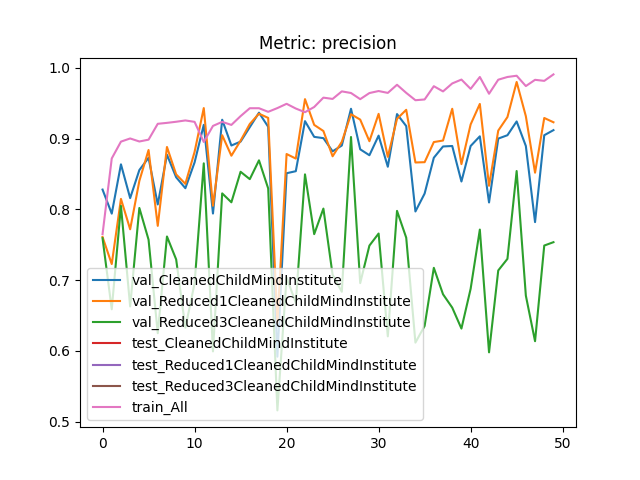 Metric: precision
1.0
0.9
0.8
0.7
0.6
0.5
val_CleanedChildMindInstitute
val_Reduced1CleanedChildMindInstitute
val_Reduced3CleanedChildMindInstitute
test_CleanedChildMindInstitute
test_Reduced1CleanedChildMindInstitute
test_Reduced3CleanedChildMindInstitute
train_All
0 10 20 30 40 50